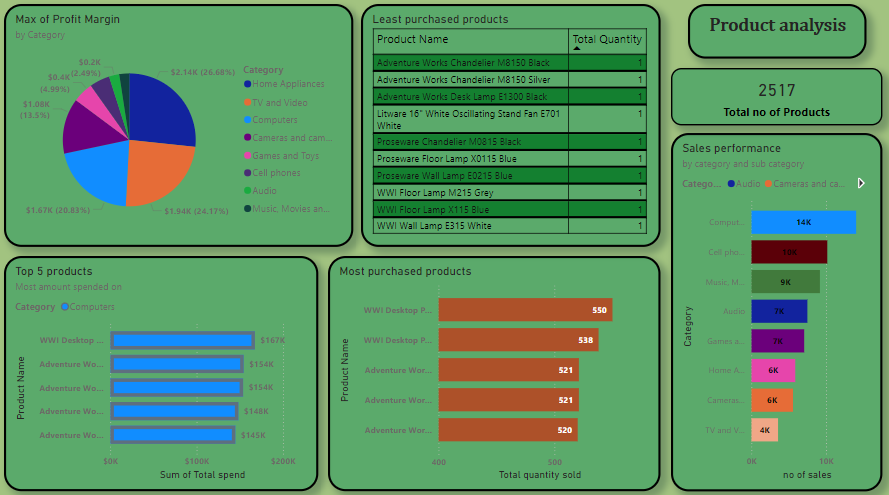 Max of Profit Margin
by Category
$0.2K
(2.49%)
$0.4K
(4.99%)
$1.08K
(13.5%)
$1.67K (20.83%)
$2.14K (26.68%)
$1.94K (24.17%)
Category
Home Appliances
TV and Video
Computers
Cameras and cam...
Games and Toys
Cell phones
Audio
Music, Movies an...
Least purchased products
Product Name Total Quantity
Adventure Works Chandelier M8150 Black 1
Adventure Works Chandelier M8150 Silver 1
Adventure Works Desk Lamp E1300 Black 1
Litware 16" White Oscillating Stand Fan E701 1
White
Proseware Chandelier M0815 Black 1
Proseware Floor Lamp X0115 Blue 1
Proseware Wall Lamp E0215 Blue 1
WWI Floor Lamp M215 Grey 1
WWI Floor Lamp X115 Blue 1
WWI Wall Lamp E315 White 1
Product analysis
2517
Total no of Products
Sales performance
by category and sub category
Catego... Audio Cameras and ca...
Category
Comput... 14K
Cell pho... 10K
Music, M... 9K
Audio 7K
Games a... 7K
Home A... 6K
Cameras... 6K
TV and V... 4K
0K 10K
no of sales
Top 5 products
Most amount spended on
Category Computers
Product Name
WWI Desktop ... $167K
Adventure Wo... $154K
Adventure Wo... $154K
Adventure Wo... $148K
Adventure Wo... $145K
$0K $100K $200K
Sum of Total spend
Most purchased products
Product Name
WWI Desktop P... 550
WWI Desktop P... 538
Adventure Wor... 521
Adventure Wor... 521
Adventure Wor... 520
400 500
Total quantity sold